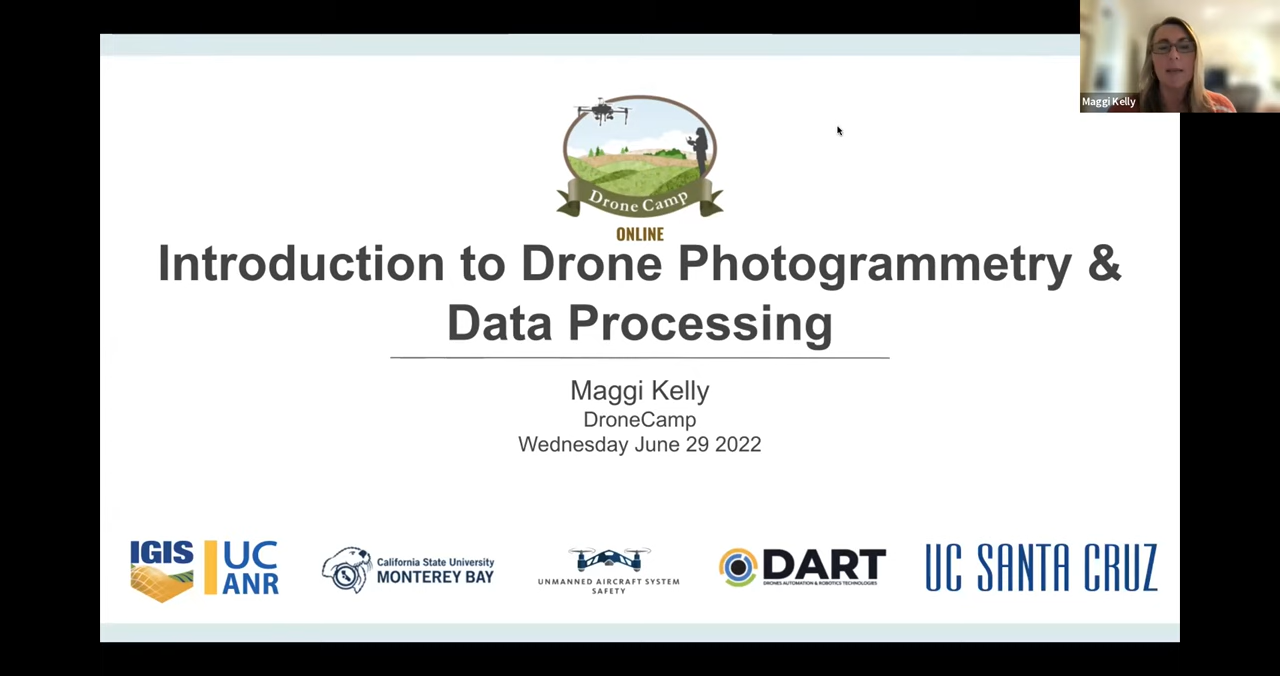 Maggi Kelly
Drone Camp
ONLINE
Introduction to Drone Photogrammetry &
Data Processing
Maggi Kelly
DroneCamp
Wednesday June 29 2022
IGIS
UC
ANR
California State University
MONTEREY BAY
UNMANNED AIRCRAFT SYSTEM
SAFETY
DART
DRONES AUTOMATION & ROBOTICS TECHNOLOGIES
UC SANTA CRUZ